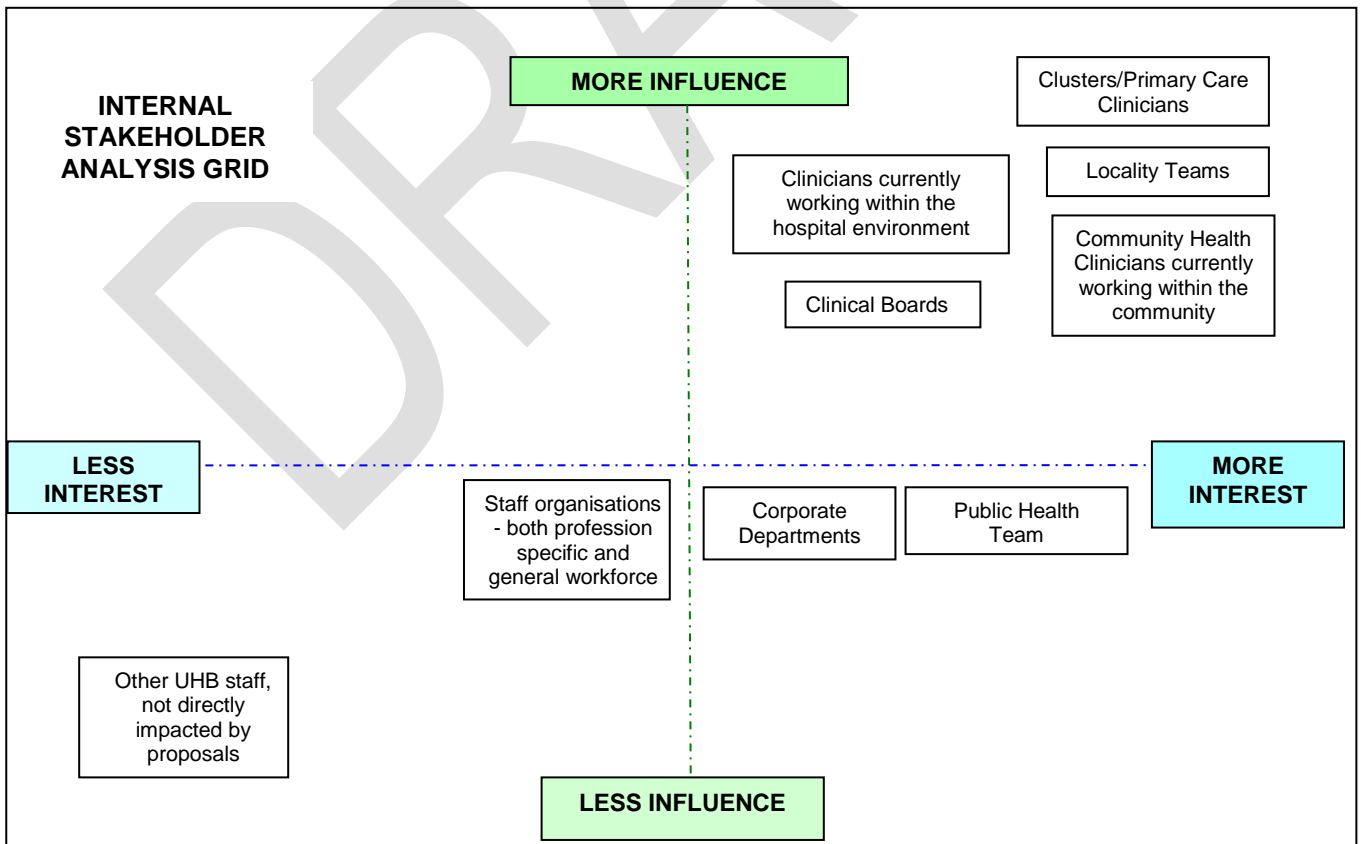 INTERNAL
STAKEHOLDER
ANALYSIS GRID
MORE INFLUENCE
Clusters/Primary Care
Clinicians
Clinicians currently
working within the
hospital environment
Locality Teams
Community Health
Clinicians currently
working within the
community
Clinical Boards
LESS
INTEREST
MORE
INTEREST
Staff organisations
- both profession
specific and
general workforce
Corporate
Departments
Public Health
Team
Other UHB staff,
not directly
impacted by
proposals
LESS INFLUENCE
DRA